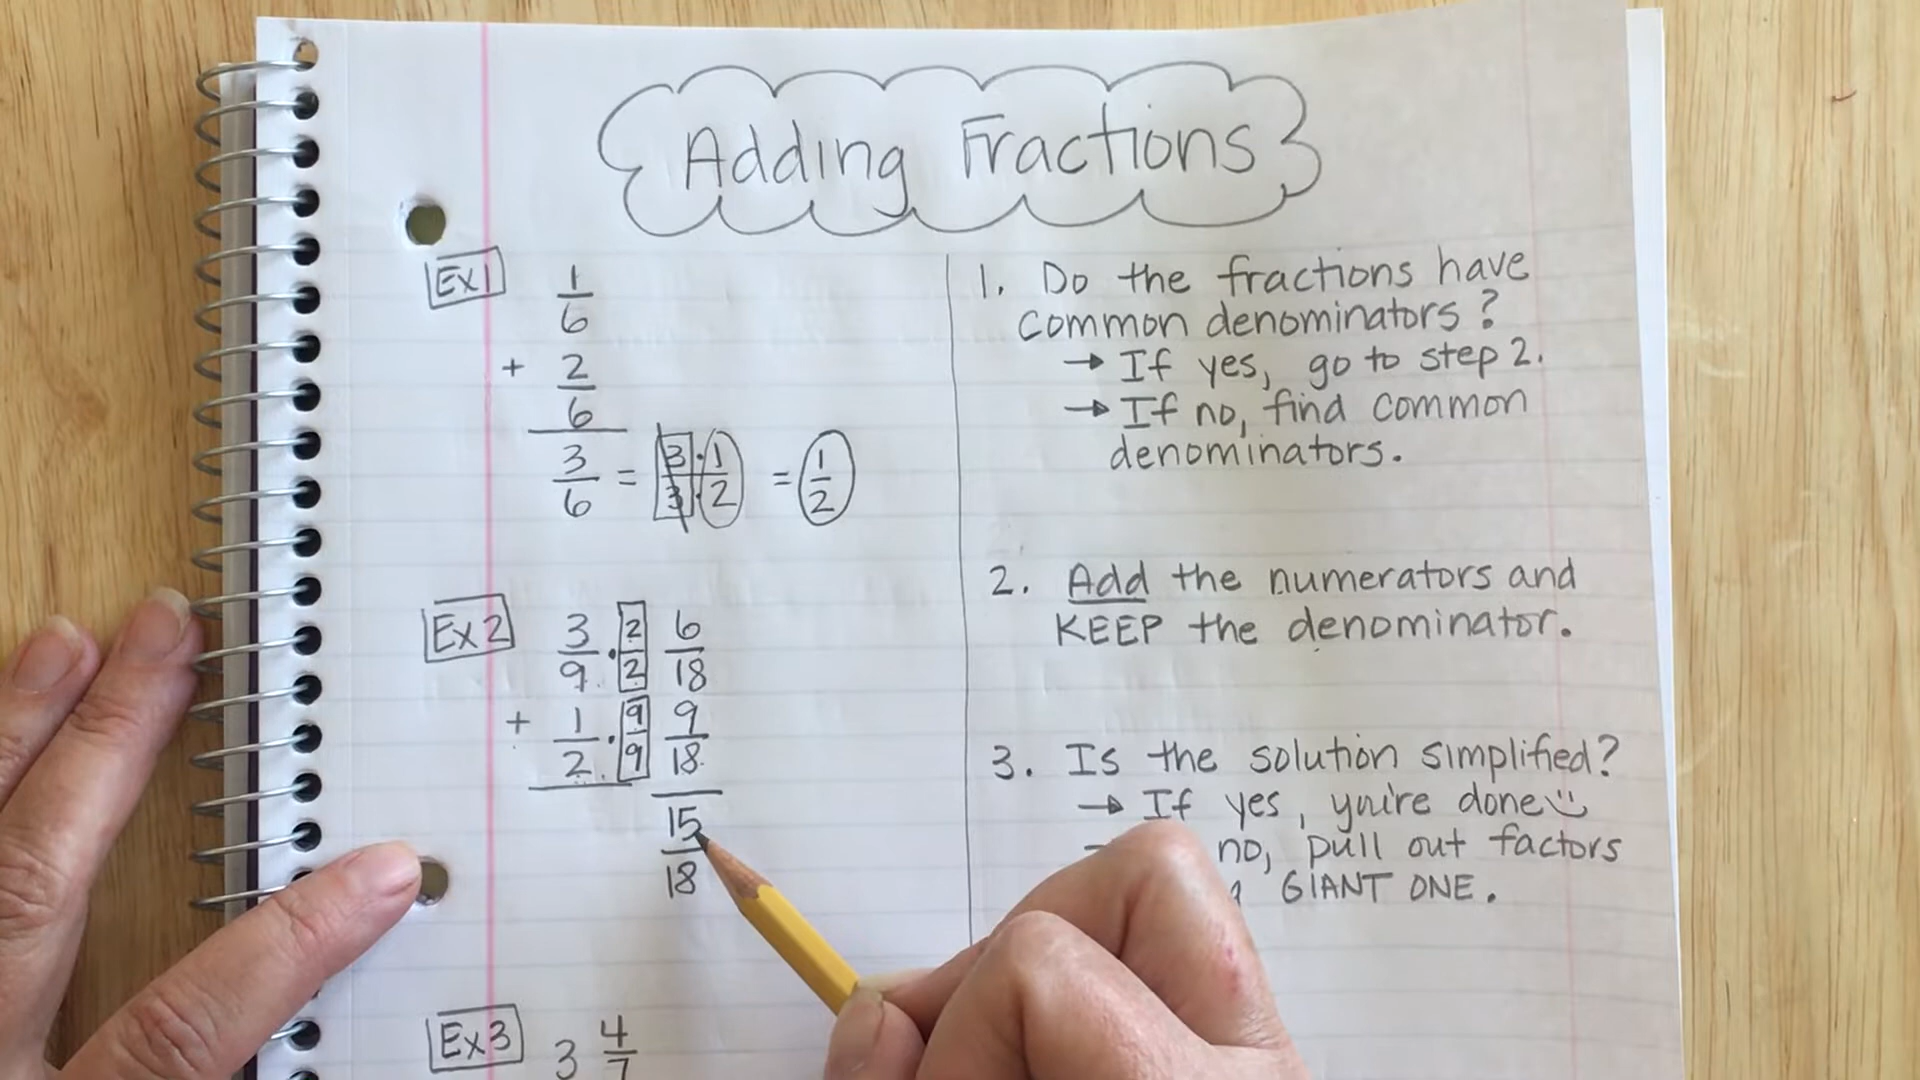 Adding Fractions
Ex1
1/6
+ 2/6
3/6 = 3·1/3·2 = 1/2
Ex2
3/9 · 2/2 6/18
+ 1/2 · 9/9 9/18
15/18
Ex3
3 4/7
1. Do the fractions have
common denominators?
→ If yes, go to step 2.
→ If no, find common
denominators.
2. Add the numerators and
KEEP the denominator.
3. Is the solution simplified?
→ If yes, you're done
no, pull out factors
GIANT ONE.